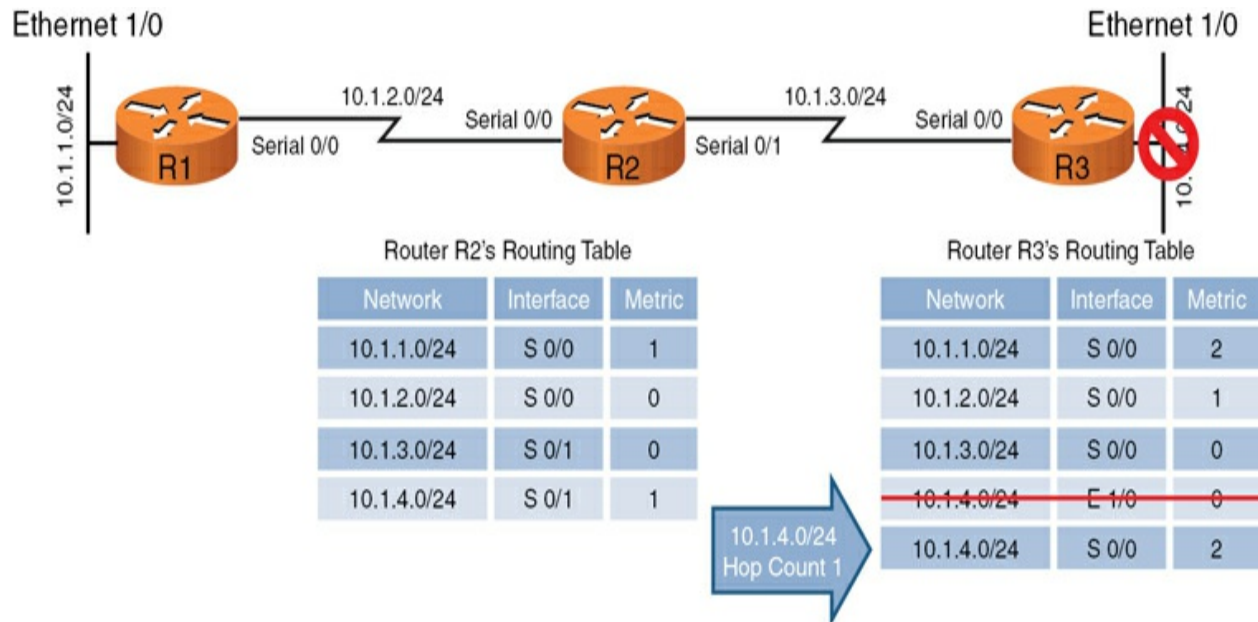 Ethernet 1/0
Ethernet 1/0
10.1.1.0/24
10.1.2.0/24
10.1.3.0/24
Serial 0/0
Serial 0/0
Serial 0/1
Serial 0/0
R1
R2
R3
Router R2's Routing Table
Network Interface Metric
10.1.1.0/24 S 0/0 1
10.1.2.0/24 S 0/0 0
10.1.3.0/24 S 0/1 0
10.1.4.0/24 S 0/1 1
10.1.4.0/24
Hop Count 1
Router R3's Routing Table
Network Interface Metric
10.1.1.0/24 S 0/0 2
10.1.2.0/24 S 0/0 1
10.1.3.0/24 S 0/0 0
10.1.4.0/24 E 1/0 0
10.1.4.0/24 S 0/0 2